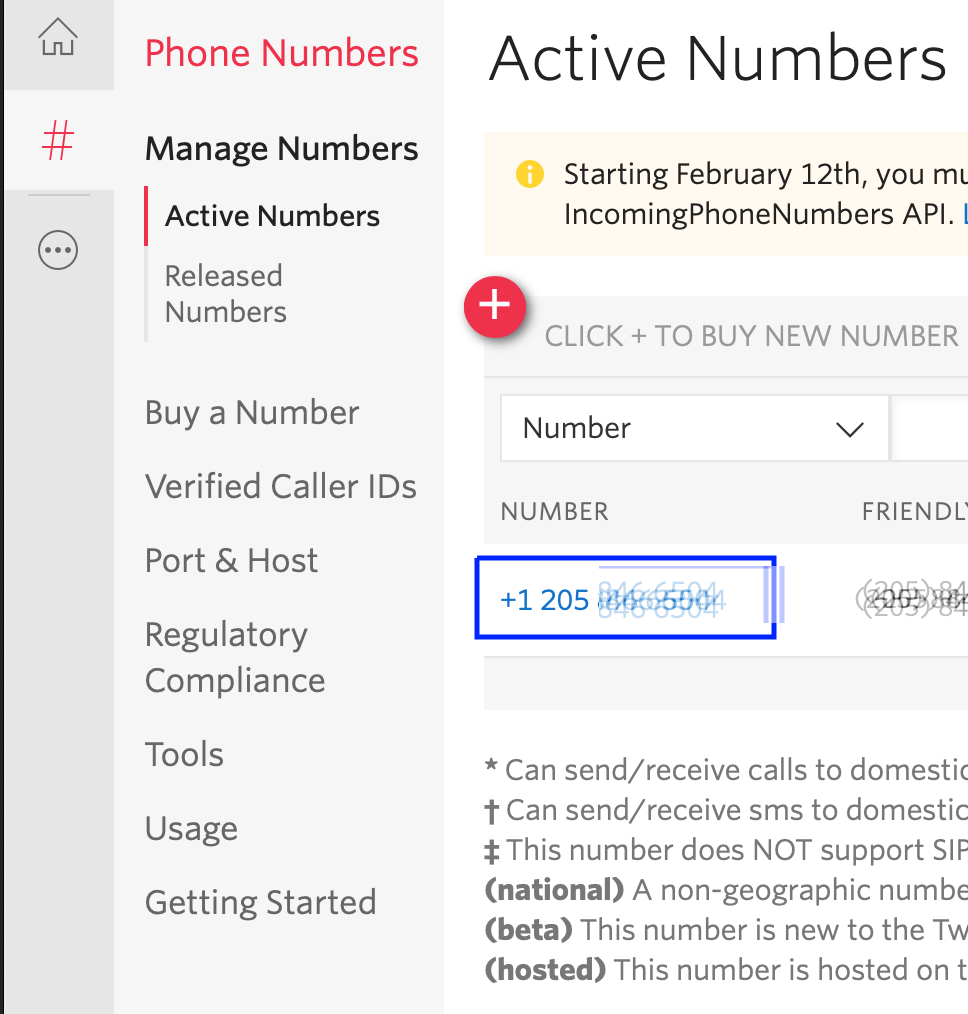 Phone Numbers
Manage Numbers
Active Numbers
Released
Numbers
Buy a Number
Verified Caller IDs
Port & Host
Regulatory
Compliance
Tools
Usage
Getting Started
Active Numbers
Starting February 12th, you mu
IncomingPhoneNumbers API. L
+
CLICK + TO BUY NEW NUMBER
Number
NUMBER
FRIENDLY
+1 205
* Can send/receive calls to domestic
† Can send/receive sms to domestic
‡ This number does NOT support SIP
(national) A non-geographic numbe
(beta) This number is new to the Tw
(hosted) This number is hosted on t